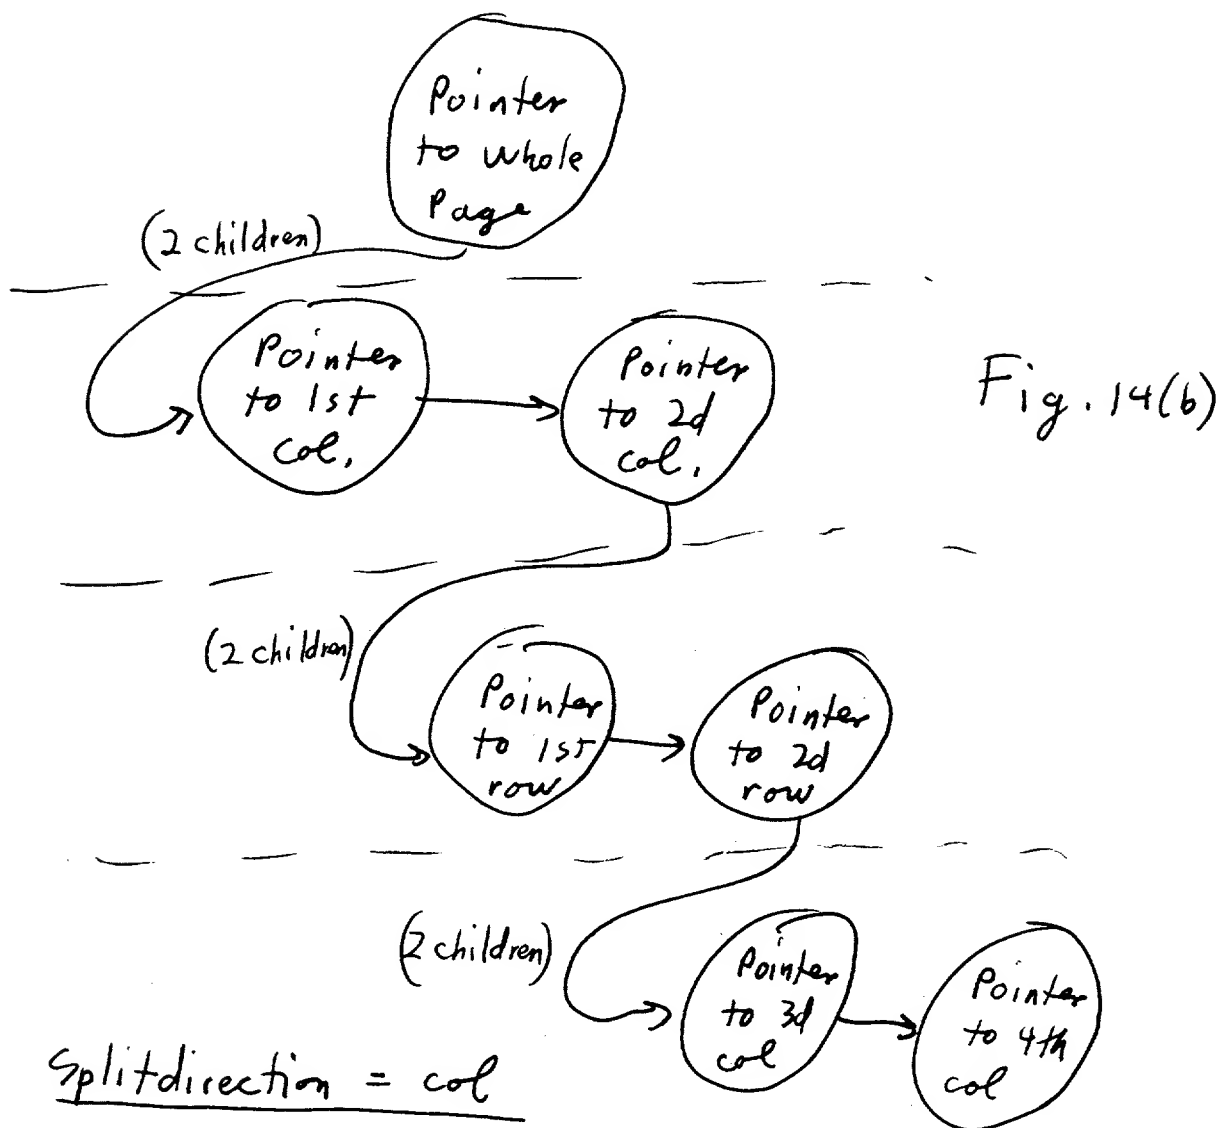 Pointer
to whole
Page
(2 children)
Pointer
to 1st
col.
Pointer
to 2d
col.
Fig. 14(b)
(2 children)
Pointer
to 1st
row
Pointer
to 2d
row
(2 children)
Pointer
to 3d
col
Pointer
to 4th
col
Splitdirection = col